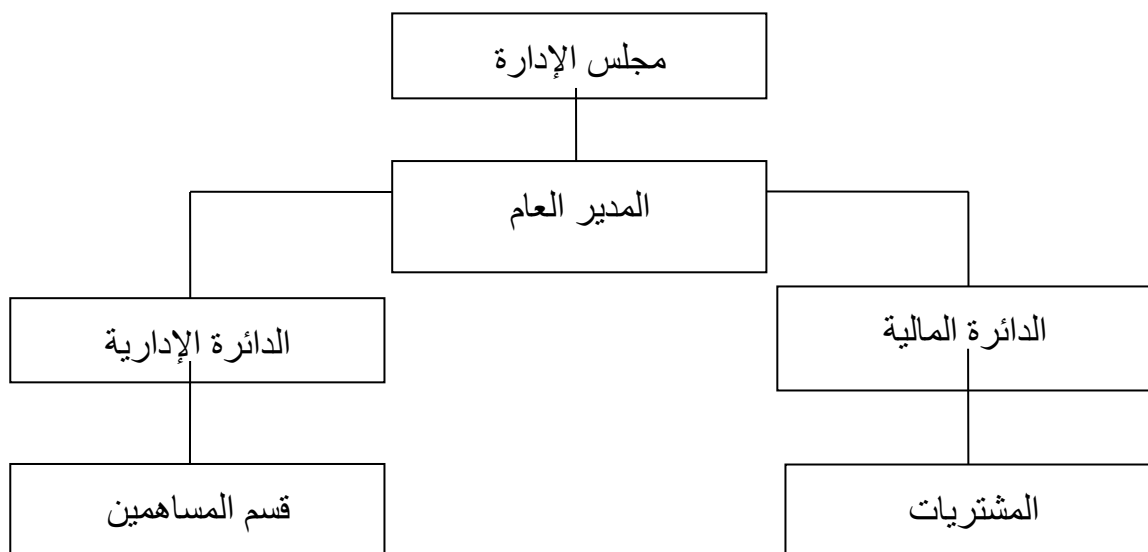 مجلس الإدارة
المدير العام
الدائرة المالية
الدائرة الإدارية
المشتريات
قسم المساهمين